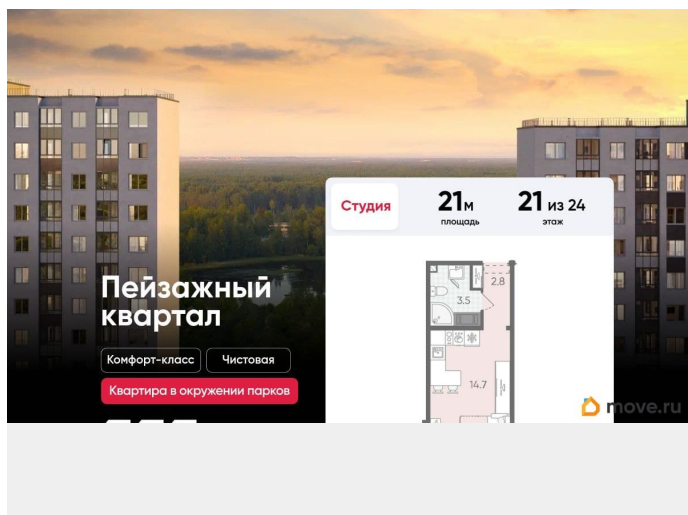 Студия
21м
площадь
21 из 24
этаж
2.8
3.5
Пейзажный
квартал
Комфорт-класс
Чистовая
Квартира в окружении парков
14.7
move.ru